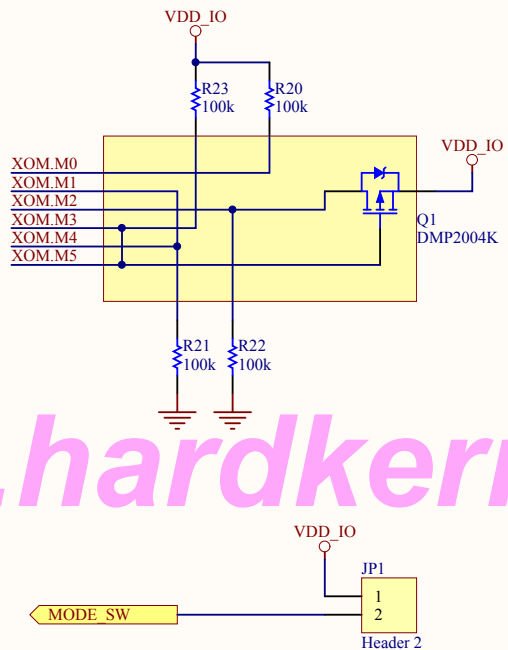 VDD_IO
R23
100k
R20
100k
XOM.M0
XOM.M1
XOM.M2
XOM.M3
XOM.M4
XOM.M5
VDD_IO
Q1
DMP2004K
R21
100k
R22
100k
.hardkern
VDD_IO
JP1
1
2
MODE_SW
Header 2